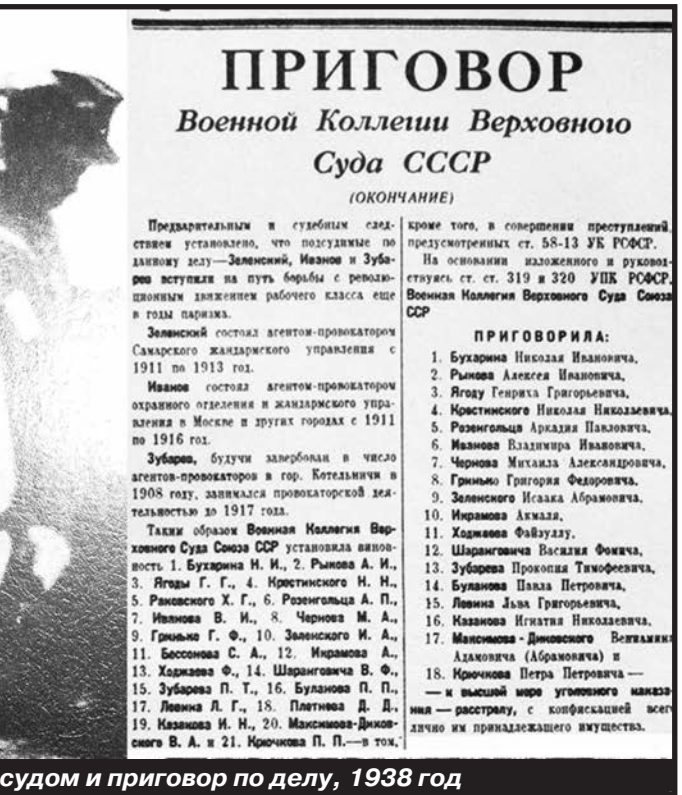 ПРИГОВОР
Военной Коллегии Верховного
Суда СССР
(ОКОНЧАНИЕ)
Предварительным и судебным след-
ствием установлено, что подсудимые по
данному делу—Зеленский, Иванов и Зуба-
рев вступили на путь борьбы с револю-
ционным движением рабочего класса еще
в годы царизма.
Зеленский состоял агентом-провокатором
Самарского жандармского управления с
1911 по 1913 год.
Иванов состоял агентом-провокатором
охранного отделения и жандармского упра-
вления в Москве и других городах с 1911
по 1916 год.
Зубарев, будучи завербован в число
агентов-провокаторов в гор. Котельничи в
1908 году, занимался провокаторской дея-
тельностью до 1917 года.
Таким образом Военная Коллегия Вер-
ховного Суда Союза ССР установила винов-
ность 1. Бухарина Н. И., 2. Рыкова А. И.,
3. Ягоды Г. Г., 4. Крестинского Н. Н.,
5. Раковского Х. Г., 6. Розенгольца А. П.,
7. Иванова В. И., 8. Чернова М. А.,
9. Гринько Г. Ф., 10. Зеленского И. А.,
11. Бессонова С. А., 12. Икрамова А.,
13. Ходжаева Ф., 14. Шаранговича В. Ф.,
15. Зубарева П. Т., 16. Буланова П. П.,
17. Левина Л. Г., 18. Плетнева Д. Д.,
19. Казакова И. Н., 20. Максимова-Диков-
ского В. А. и 21. Крючкова П. П.—в том,
кроме того, в совершении преступлений,
предусмотренных ст. 58-13 УК РСФСР.
На основании изложенного и руковод-
ствуясь ст. ст. 319 и 320 УПК РСФСР,
Военная Коллегия Верховного Суда Союза
ССР
ПРИГОВОРИЛА:
1. Бухарина Николая Ивановича,
2. Рыкова Алексея Ивановича,
3. Ягоду Генриха Григорьевича,
4. Крестинского Николая Николаевича,
5. Розенгольца Аркадия Павловича,
6. Иванова Владимира Ивановича,
7. Чернова Михаила Александровича,
8. Гринько Григория Федоровича,
9. Зеленского Исаака Абрамовича,
10. Икрамова Акмаля,
11. Ходжаева Файзуллу,
12. Шаранговича Василия Фомича,
13. Зубарева Прокопия Тимофеевича,
14. Буланова Павла Петровича,
15. Левина Льва Григорьевича,
16. Казакова Игнатия Николаевича,
17. Максимова - Диковского Вениамина
Адамовича (Абрамовича) и
18. Крючкова Петра Петровича —
— к высшей мере уголовного наказа-
ния — расстрелу, с конфискацией всего
лично им принадлежащего имущества.
судом и приговор по делу, 1938 год